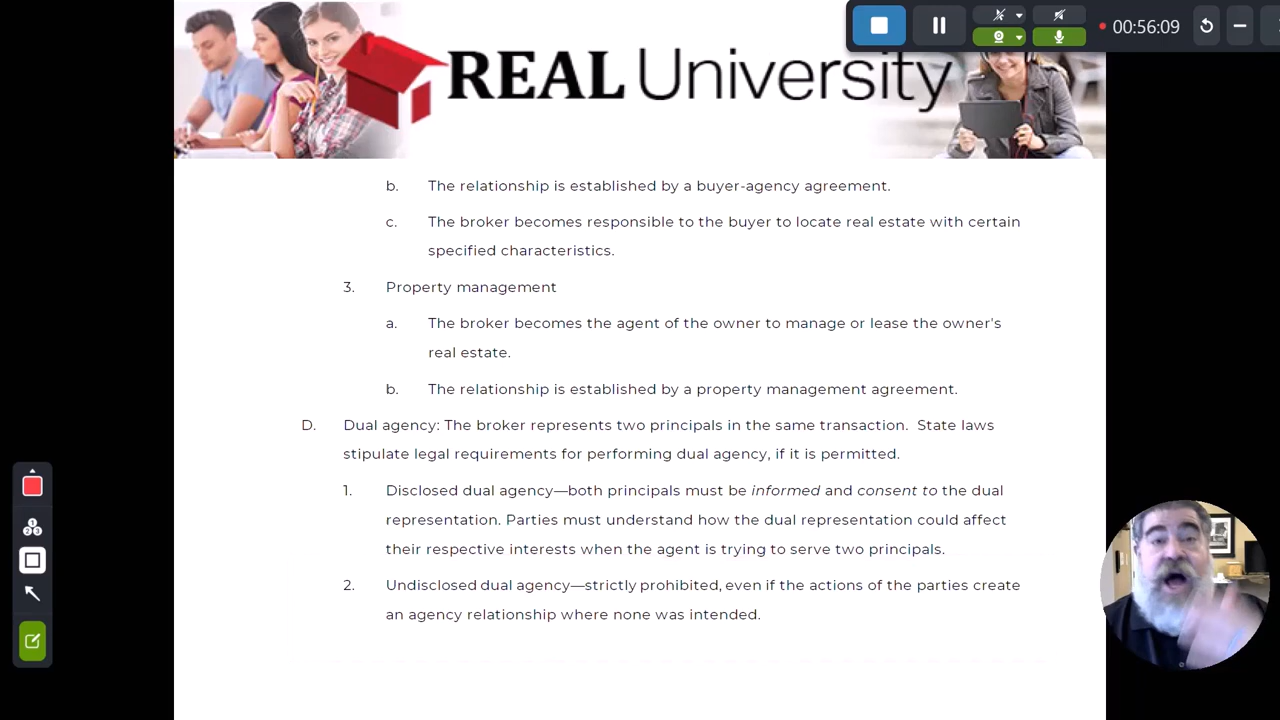 00:56:09
REAL University
b. The relationship is established by a buyer-agency agreement.
c. The broker becomes responsible to the buyer to locate real estate with certain
specified characteristics.
3. Property management
a. The broker becomes the agent of the owner to manage or lease the owner's
real estate.
b. The relationship is established by a property management agreement.
D. Dual agency: The broker represents two principals in the same transaction. State laws
stipulate legal requirements for performing dual agency, if it is permitted.
1. Disclosed dual agency—both principals must be informed and consent to the dual
representation. Parties must understand how the dual representation could affect
their respective interests when the agent is trying to serve two principals.
2. Undisclosed dual agency—strictly prohibited, even if the actions of the parties create
an agency relationship where none was intended.